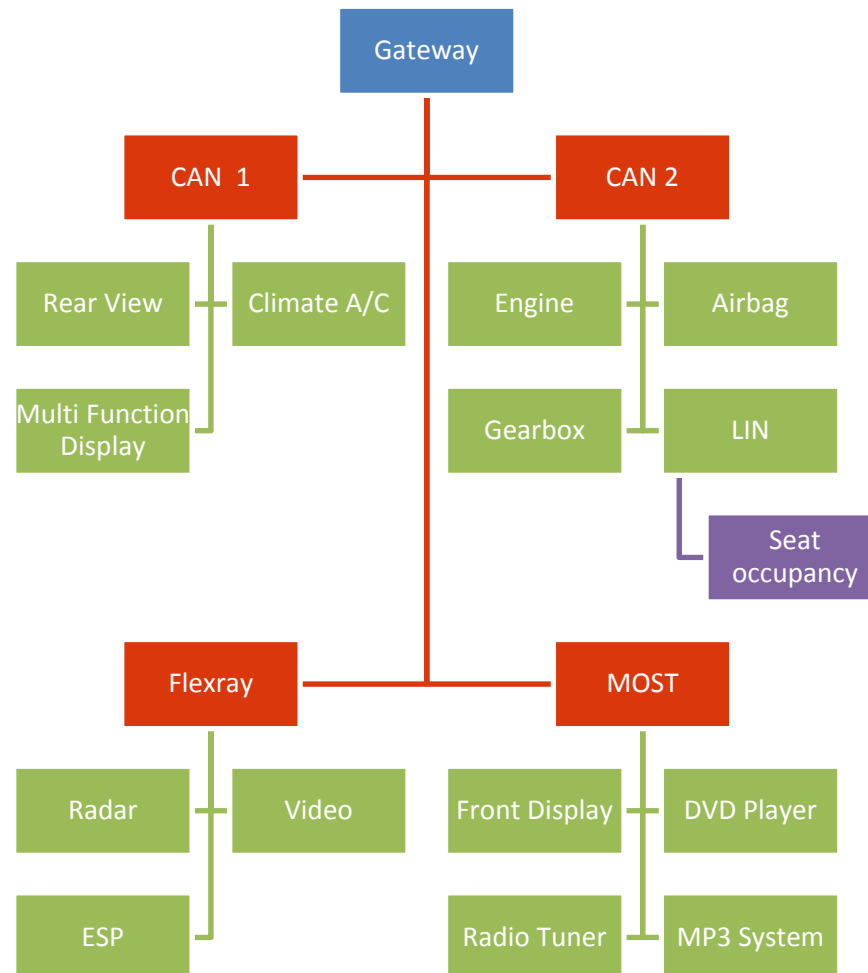 Gateway
CAN  1
CAN 2
Rear View
Climate A/C
Engine
Airbag
Multi Function
Display
Gearbox
LIN
Seat
occupancy
Flexray
MOST
Radar
Video
Front Display
DVD Player
ESP
Radio Tuner
MP3 System